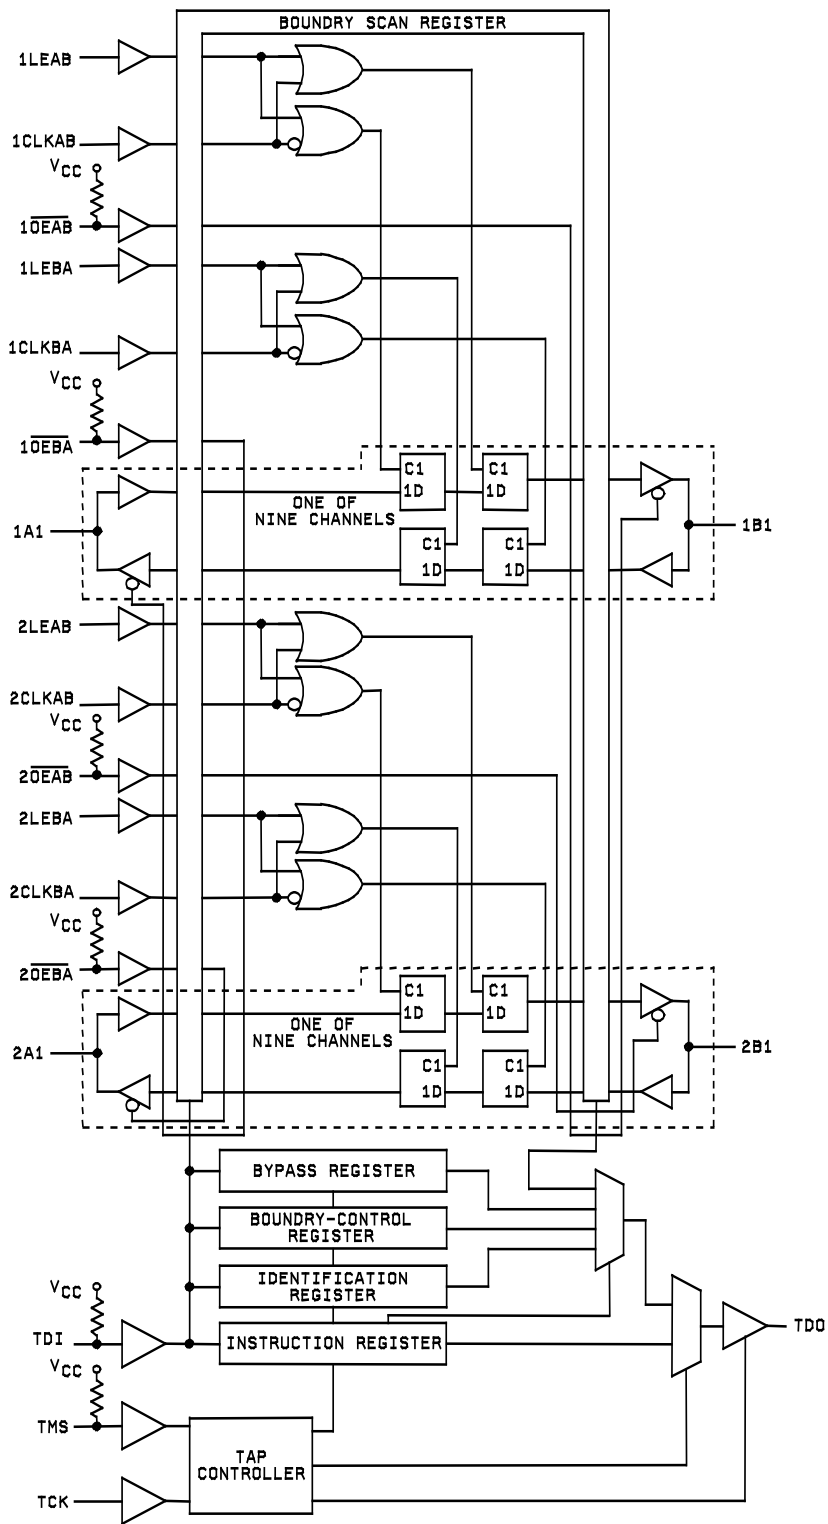 BOUNDRY SCAN REGISTER
1LEAB
1CLKAB
VCC
1OEAB
1LEBA
1CLKBA
VCC
1OEBA
C1
1D
C1
1D
ONE OF
NINE CHANNELS
1A1
1B1
C1
1D
C1
1D
2LEAB
2CLKAB
VCC
2OEAB
2LEBA
2CLKBA
VCC
2OEBA
C1
1D
C1
1D
ONE OF
NINE CHANNELS
2A1
2B1
C1
1D
C1
1D
BYPASS REGISTER
BOUNDRY-CONTROL
REGISTER
IDENTIFICATION
REGISTER
VCC
TDI
INSTRUCTION REGISTER
TDO
VCC
TMS
TAP
CONTROLLER
TCK